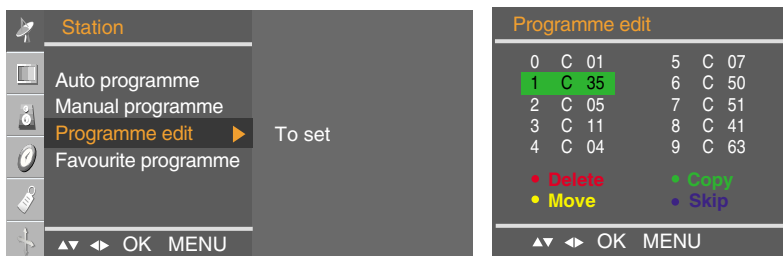 Station
Auto programme
Manual programme
Programme edit To set
Favourite programme
OK MENU
Programme edit
0 C 01 5 C 07
1 C 35 6 C 50
2 C 05 7 C 51
3 C 11 8 C 41
4 C 04 9 C 63
Delete Copy
Move Skip
OK MENU